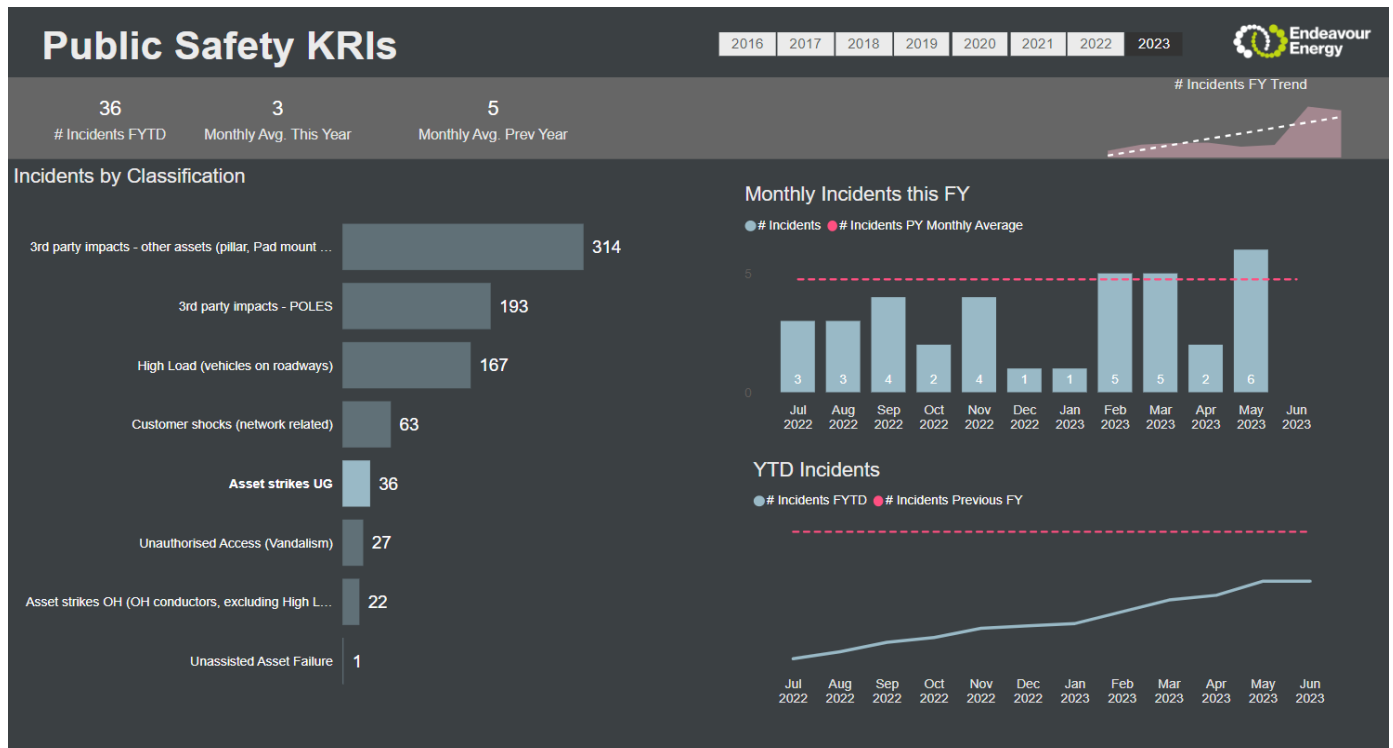 Public Safety KRIs
2016 2017 2018 2019 2020 2021 2022 2023
Endeavour
Energy
36
# Incidents FYTD
3
Monthly Avg. This Year
5
Monthly Avg. Prev Year
# Incidents FY Trend
Incidents by Classification
3rd party impacts - other assets (pillar, Pad mount ... 314
3rd party impacts - POLES 193
High Load (vehicles on roadways) 167
Customer shocks (network related) 63
Asset strikes UG 36
Unauthorised Access (Vandalism) 27
Asset strikes OH (OH conductors, excluding High L... 22
Unassisted Asset Failure 1
Monthly Incidents this FY
# Incidents # Incidents PY Monthly Average
5
0
3 3 4 2 4 1 1 5 5 2 6
Jul Aug Sep Oct Nov Dec Jan Feb Mar Apr May Jun
2022 2022 2022 2022 2022 2022 2023 2023 2023 2023 2023 2023
YTD Incidents
# Incidents FYTD # Incidents Previous FY
Jul Aug Sep Oct Nov Dec Jan Feb Mar Apr May Jun
2022 2022 2022 2022 2022 2022 2023 2023 2023 2023 2023 2023